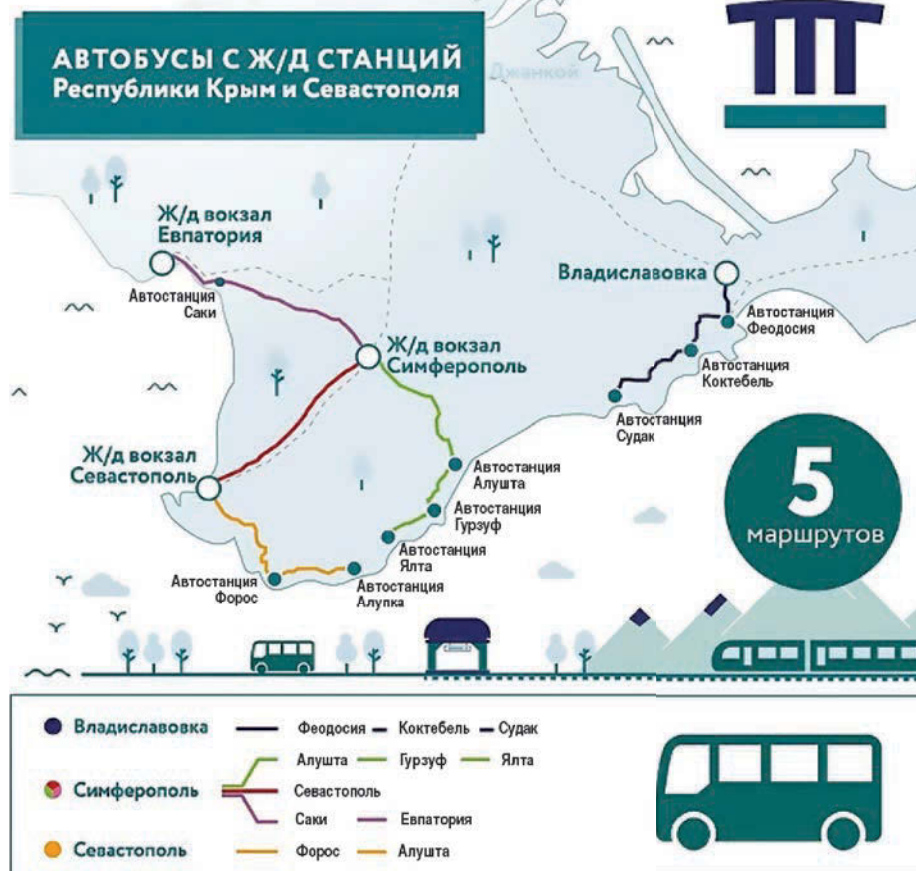 АВТОБУСЫ С Ж/Д СТАНЦИЙ
Республики Крым и Севастополя
Джанкой
Ж/д вокзал
Евпатория
Автостанция
Саки
Владиславовка
Автостанция
Феодосия
Ж/д вокзал
Симферополь
Автостанция
Коктебель
Автостанция
Судак
Ж/д вокзал
Севастополь
Автостанция
Алушта
Автостанция
Гурзуф
Автостанция
Ялта
Автостанция
Форос
Автостанция
Алупка
5
маршрутов
Владиславовка Феодосия Коктебель Судак
Алушта Гурзуф Ялта
Симферополь Севастополь
Саки Евпатория
Севастополь Форос Алушта